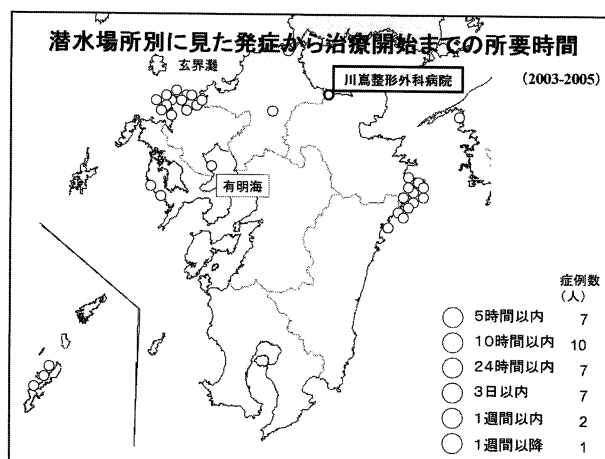 潜水場所別に見た発症から治療開始までの所要時間
玄界灘
川嶌整形外科病院
(2003-2005)
有明海
症例数
(人)
5時間以内 7
10時間以内 10
24時間以内 7
3日以内 7
1週間以内 2
1週間以降 1